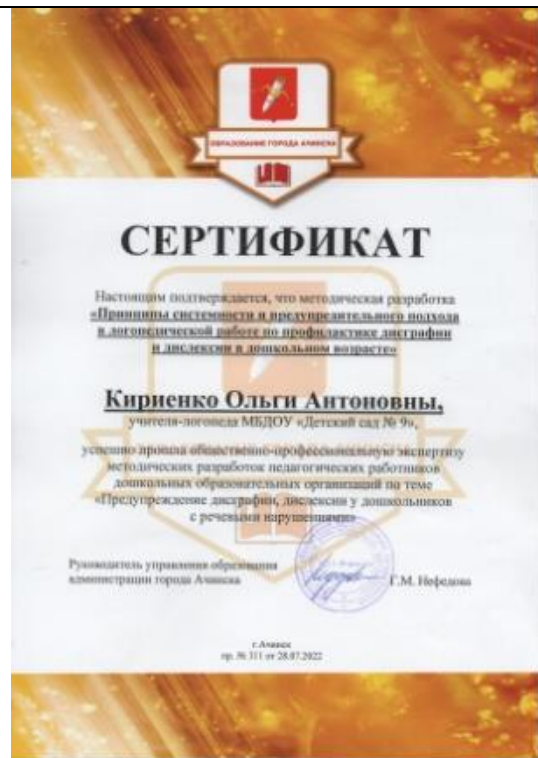 ОБРАЗОВАНИЕ ГОРОДА АЧИНСКА
СЕРТИФИКАТ
Настоящим подтверждается, что методическая разработка
«Принципы системности и предупредительного подхода
в логопедической работе по профилактике дисграфии
и дислексии в дошкольном возрасте»
Кириенко Ольги Антоновны,
учителя-логопеда МБДОУ «Детский сад № 9»,
успешно прошла общественно-профессиональную экспертизу
методических разработок педагогических работников
дошкольных образовательных организаций по теме
«Предупреждение дисграфии, дислексии у дошкольников
с речевыми нарушениями»
Руководитель управления образования
администрации города Ачинска
Г.М. Нефедова
г.Ачинск
пр. № 311 от 28.07.2022